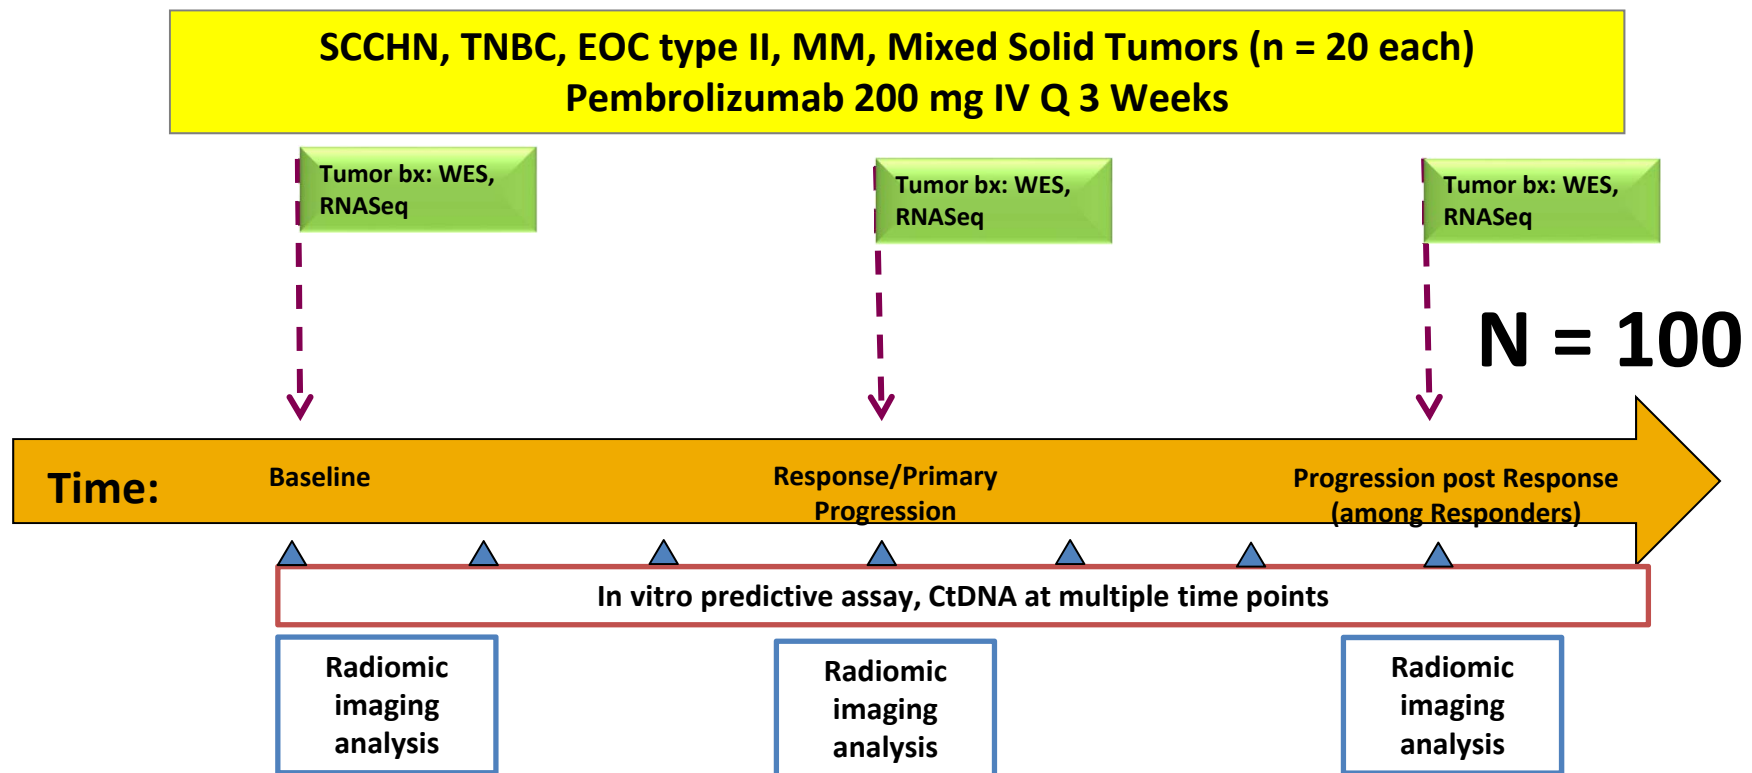 SCCHN, TNBC, EOC type II, MM, Mixed Solid Tumors (n = 20 each)
Pembrolizumab 200 mg IV Q 3 Weeks
Tumor bx: WES,
RNASeq
Tumor bx: WES,
RNASeq
Tumor bx: WES,
RNASeq
N = 100
Time:
Baseline
Response/Primary
Progression
Progression post Response
(among Responders)
In vitro predictive assay, CtDNA at multiple time points
Radiomic
imaging
analysis
Radiomic
imaging
analysis
Radiomic
imaging
analysis